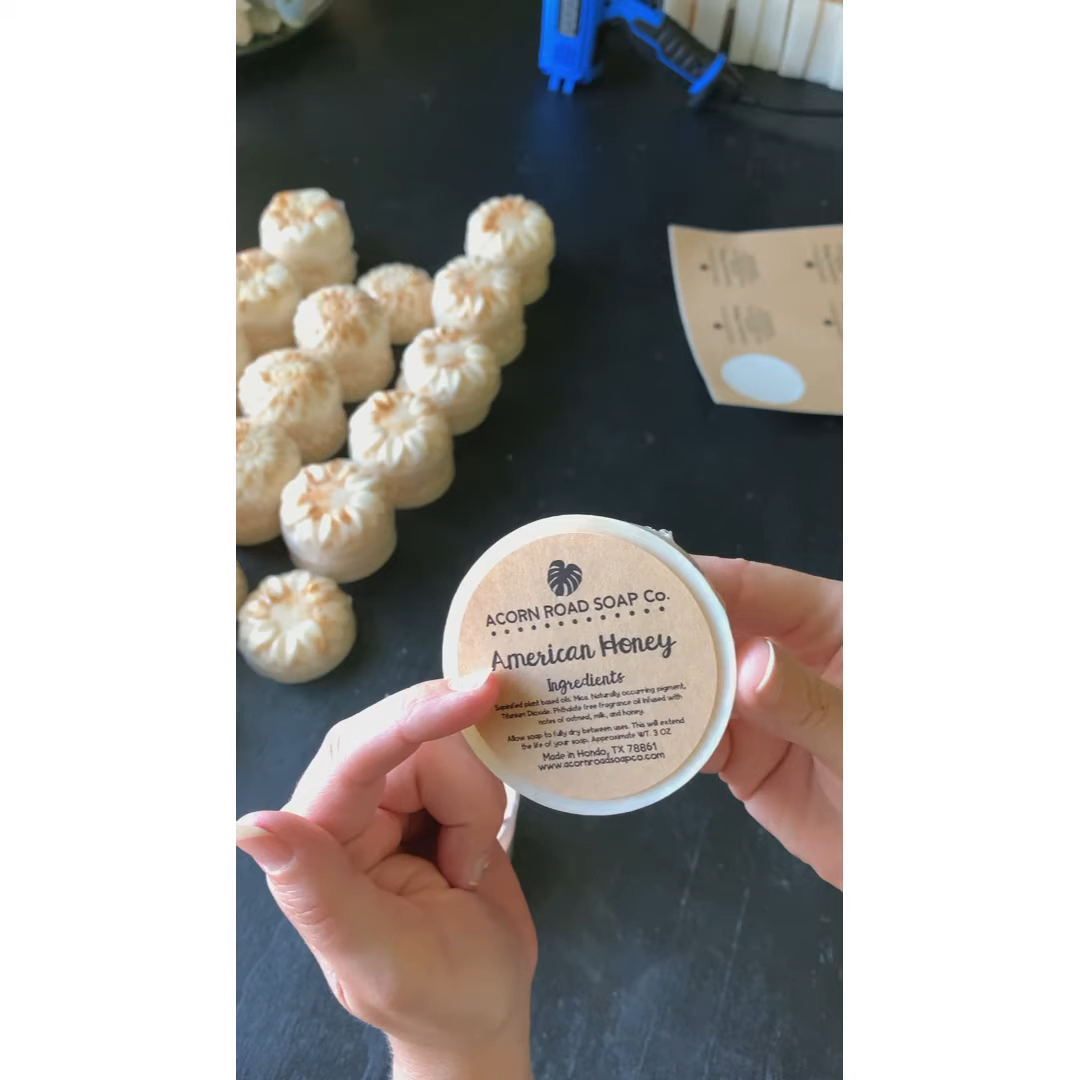 ACORN ROAD SOAP Co.
American Honey
Ingredients
Saponified plant based oils. Mica. Naturally occurring pigment,
Titanium Dioxide. Phthalate free fragrance oil infused with
notes of oatmeal, milk, and honey.
Allow soap to fully dry between uses. This will extend
the life of your soap. Approximate WT. 3 OZ
Made in Hondo, TX 78861
www.acornroadsoapco.com